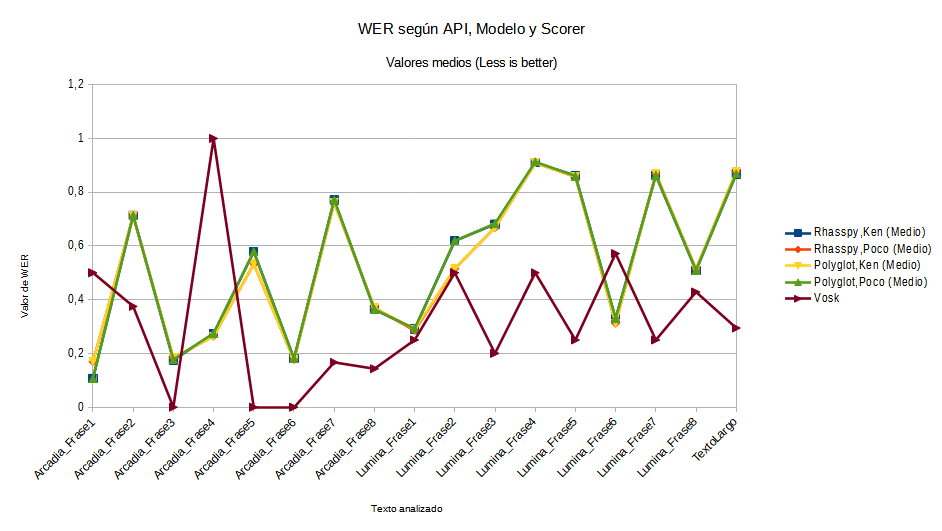 WER según API, Modelo y Scorer
Valores medios (Less is better)
1,2
1
0,8
0,6
0,4
0,2
0
Valor de WER
Arcadia_Frase1
Arcadia_Frase2
Arcadia_Frase3
Arcadia_Frase4
Arcadia_Frase5
Arcadia_Frase6
Arcadia_Frase7
Arcadia_Frase8
Lumina_Frase1
Lumina_Frase2
Lumina_Frase3
Lumina_Frase4
Lumina_Frase5
Lumina_Frase6
Lumina_Frase7
Lumina_Frase8
TextoLargo
Texto analizado
Rhasspy,Ken (Medio)
Rhasspy,Poco (Medio)
Polyglot,Ken (Medio)
Polyglot,Poco (Medio)
Vosk